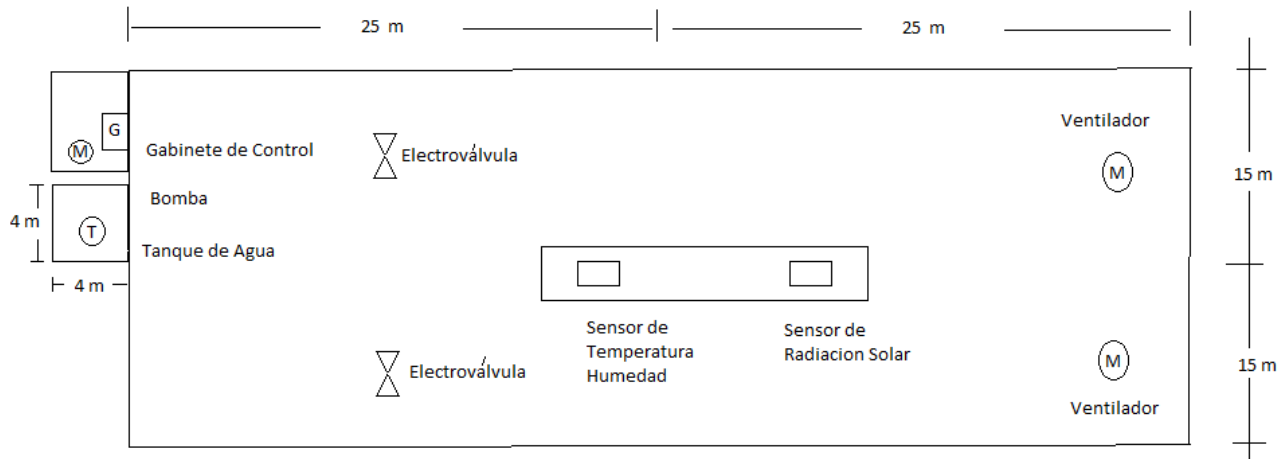 25 m
25 m
G
M
Gabinete de Control
Electroválvula
Ventilador
M
15 m
Bomba
4 m
T
Tanque de Agua
4 m
Sensor de
Temperatura
Humedad
Sensor de
Radiacion Solar
Electroválvula
M
15 m
Ventilador